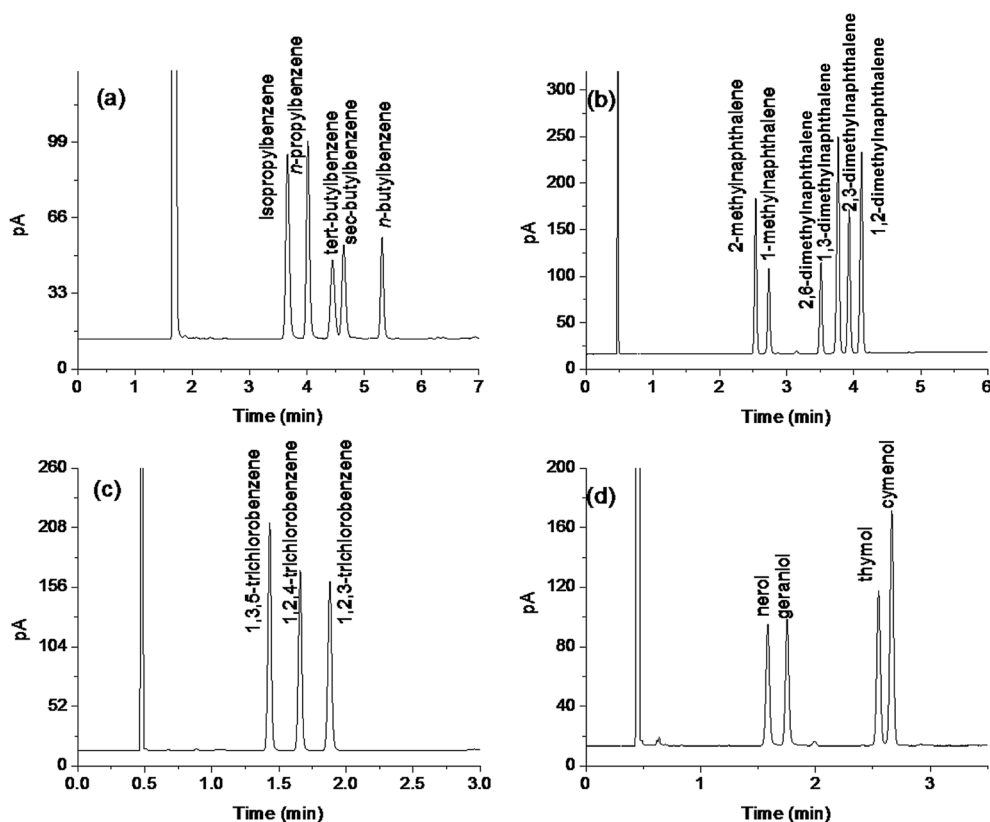 (a)
Isopropylbenzene
n-propylbenzene
tert-butylbenzene
sec-butylbenzene
n-butylbenzene
99
66
33
0
pA
0 1 2 3 4 5 6 7
Time (min)
(b)
2-methylnaphthalene
1-methylnaphthalene
2,6-dimethylnaphthalene
1,3-dimethylnaphthalene
2,3-dimethylnaphthalene
1,2-dimethylnaphthalene
300
250
200
150
100
50
0
pA
0 1 2 3 4 5 6
Time (min)
(c)
1,3,5-trichlorobenzene
1,2,4-trichlorobenzene
1,2,3-trichlorobenzene
260
208
156
104
52
0
pA
0.0 0.5 1.0 1.5 2.0 2.5 3.0
Time (min)
(d)
nerol
geraniol
thymol
cymenol
200
160
120
80
40
0
pA
0 1 2 3
Time (min)